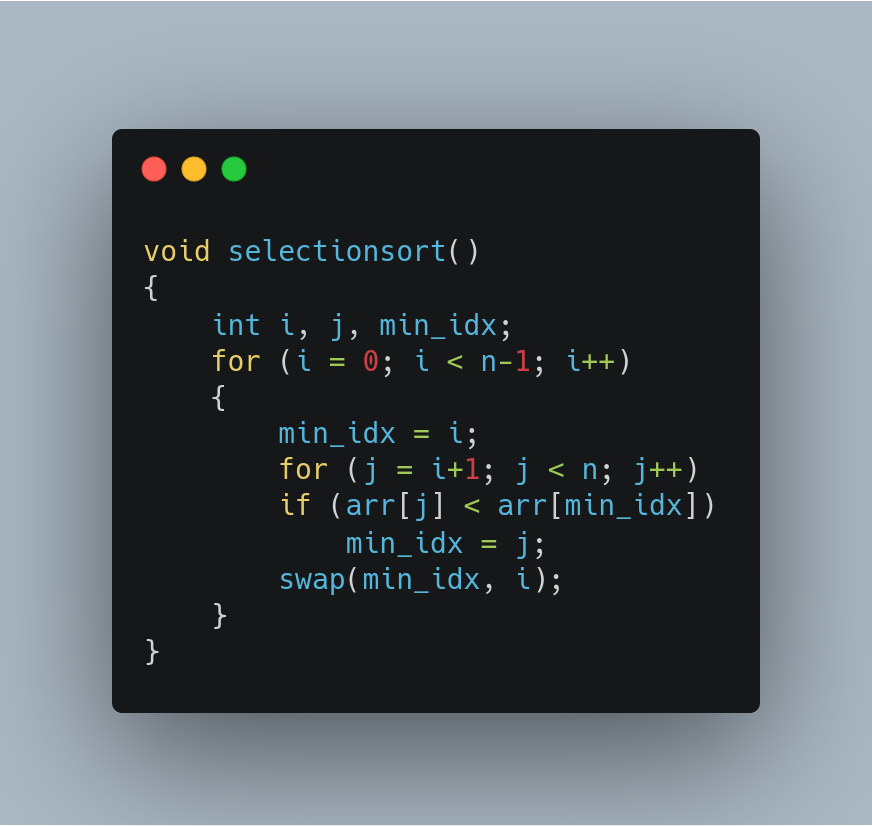 void selectionsort()
{
    int i, j, min_idx;
    for (i = 0; i < n-1; i++)
    {
        min_idx = i;
        for (j = i+1; j < n; j++)
        if (arr[j] < arr[min_idx])
            min_idx = j;
        swap(min_idx, i);
    }
}